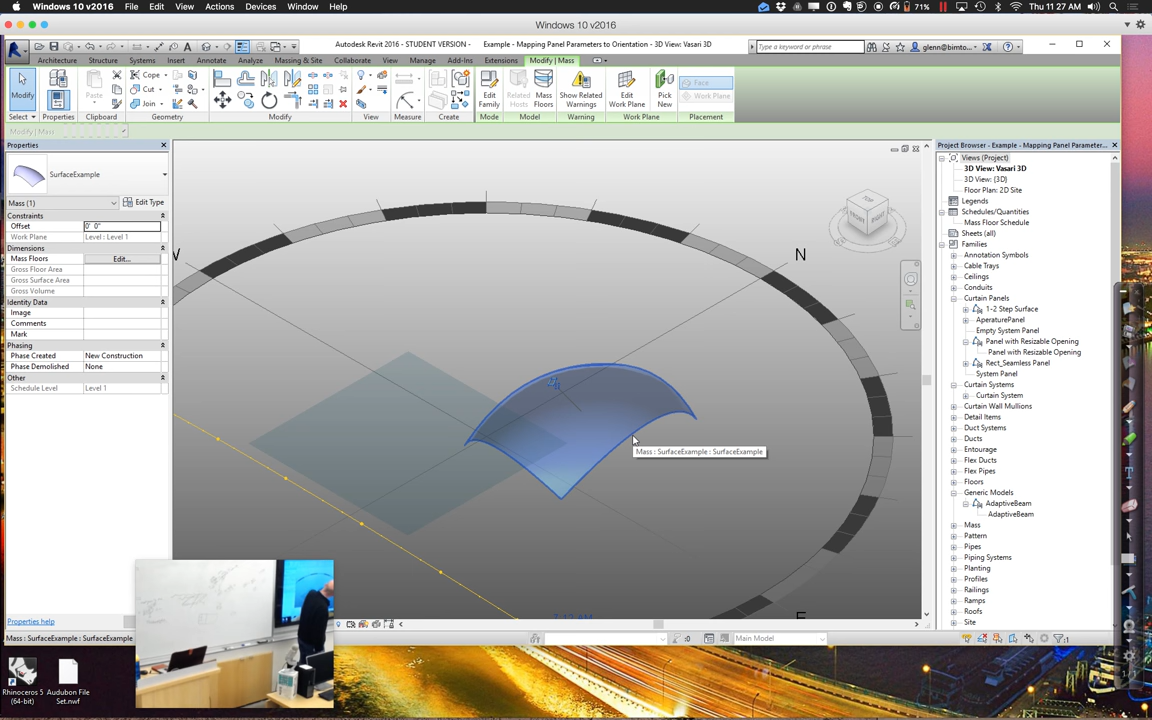 Windows 10 v2016 File Edit View Actions Devices Window Help 71% Thu 11 27 AM
Windows 10 v2016
Autodesk Revit 2016 - STUDENT VERSION - Example - Mapping Panel Parameters to Orientation - 3D View: Vasari 3D Type a keyword or phrase glenn@bimto...
Architecture Structure Systems Insert Annotate Analyze Massing & Site Collaborate View Manage Add-Ins Extensions Modify | Mass
Modify Properties Paste Cope Cut Join Edit Family Related Hosts Mass Floors Show Related Warnings Edit Work Plane Pick New Face Work Plane
Select Properties Clipboard Geometry Modify View Measure Create Mode Model Warning Work Plane Placement
Modify | Mass
Properties
SurfaceExample
Mass (1) Edit Type
Constraints
Offset 0' 0"
Work Plane Level : Level 1
Dimensions
Mass Floors Edit...
Gross Floor Area
Gross Surface Area
Gross Volume
Identity Data
Image
Comments
Mark
Phasing
Phase Created New Construction
Phase Demolished None
Other
Schedule Level Level 1
Properties help
W
N
E
TOP
FRONT
RIGHT
Mass : SurfaceExample : SurfaceExample
Project Browser - Example - Mapping Panel Parameter...
Views (Project)
3D View: Vasari 3D
3D View: {3D}
Floor Plan: 2D Site
Legends
Schedules/Quantities
Mass Floor Schedule
Sheets (all)
Families
Annotation Symbols
Cable Trays
Ceilings
Conduits
Curtain Panels
1-2 Step Surface
AperaturePanel
Empty System Panel
Panel with Resizable Opening
Panel with Resizable Opening
Rect_Seamless Panel
System Panel
Curtain Systems
Curtain System
Curtain Wall Mullions
Detail Items
Duct Systems
Ducts
Entourage
Flex Ducts
Flex Pipes
Floors
Generic Models
AdaptiveBeam
AdaptiveBeam
Mass
Pattern
Pipes
Piping Systems
Planting
Profiles
Railings
Ramps
Roofs
Site
Mass : SurfaceExample : SurfaceExample :0 Main Model :1
Rhinoceros 5 (64-bit)
Audubon File Set.nwf